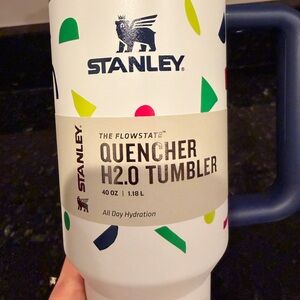 STANLEY.
STANLEY
THE FLOWSTATE™
QUENCHER
H2.0 TUMBLER
40 OZ | 1.18 L
All Day Hydration